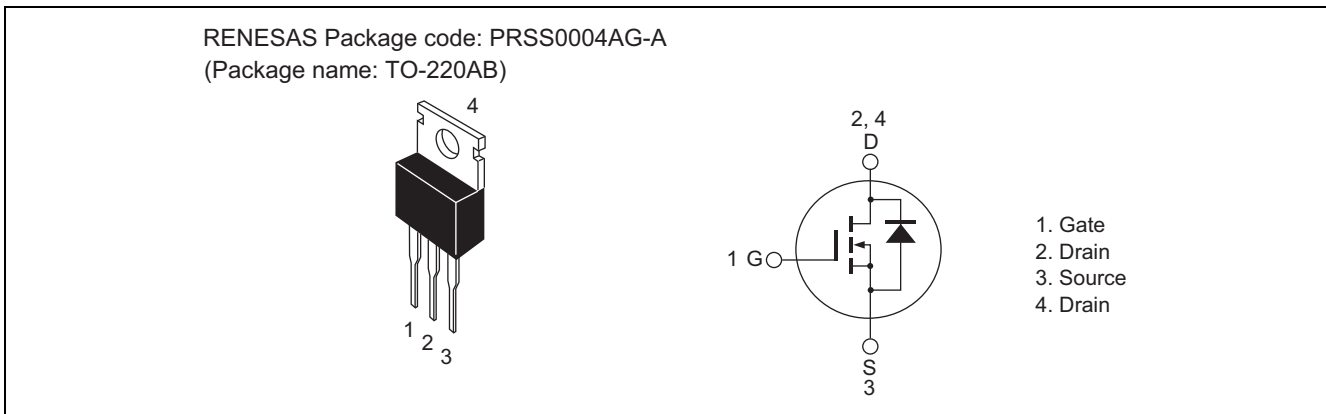 RENESAS Package code: PRSS0004AG-A
(Package name: TO-220AB)
4
1
2
3
2, 4
D
1 G
S
3
1. Gate
2. Drain
3. Source
4. Drain